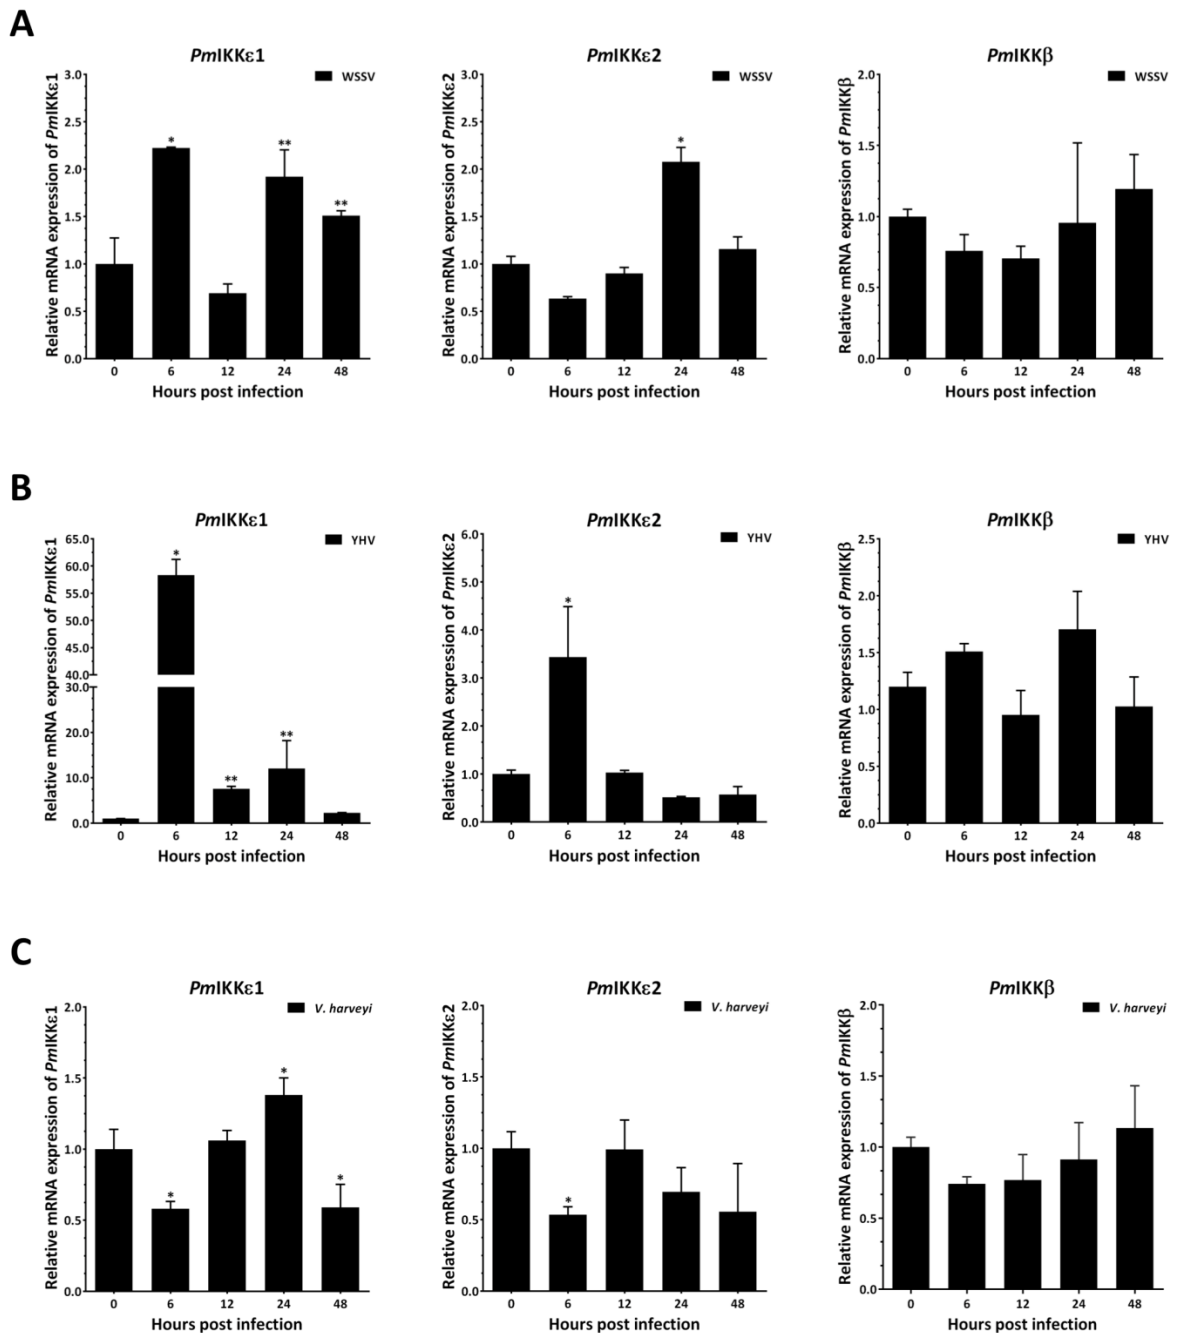 A
PmIKKε1
WSSV
Relative mRNA expression of PmIKKε1
3.0
2.5
2.0
1.5
1.0
0.5
0.0
*
**
**
0 6 12 24 48
Hours post infection
PmIKKε2
WSSV
Relative mRNA expression of PmIKKε2
3.0
2.5
2.0
1.5
1.0
0.5
0.0
*
0 6 12 24 48
Hours post infection
PmIKKβ
WSSV
Relative mRNA expression of PmIKKβ
2.0
1.5
1.0
0.5
0.0
0 6 12 24 48
Hours post infection
B
PmIKKε1
YHV
Relative mRNA expression of PmIKKε1
65.0
60.0
55.0
50.0
45.0
40.0
30.0
20.0
10.0
0.0
*
**
**
0 6 12 24 48
Hours post infection
PmIKKε2
YHV
Relative mRNA expression of PmIKKε2
6.0
5.0
4.0
3.0
2.0
1.0
0.0
*
0 6 12 24 48
Hours post infection
PmIKKβ
YHV
Relative mRNA expression of PmIKKβ
2.5
2.0
1.5
1.0
0.5
0.0
0 6 12 24 48
Hours post infection
C
PmIKKε1
V. harveyi
Relative mRNA expression of PmIKKε1
2.0
1.5
1.0
0.5
0.0
*
*
*
0 6 12 24 48
Hours post infection
PmIKKε2
V. harveyi
Relative mRNA expression of PmIKKε2
2.0
1.5
1.0
0.5
0.0
*
0 6 12 24 48
Hours post infection
PmIKKβ
V. harveyi
Relative mRNA expression of PmIKKβ
2.0
1.5
1.0
0.5
0.0
0 6 12 24 48
Hours post infection